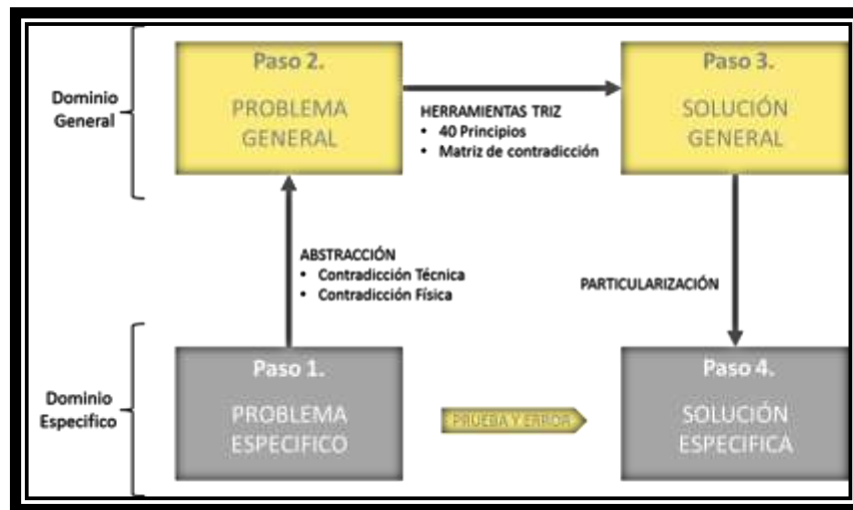 Dominio
General
Paso 2.
PROBLEMA
GENERAL
HERRAMIENTAS TRIZ
• 40 Principios
• Matriz de contradicción
Paso 3.
SOLUCIÓN
GENERAL
ABSTRACCIÓN
• Contradicción Técnica
• Contradicción Física
PARTICULARIZACIÓN
Dominio
Especifico
Paso 1.
PROBLEMA
ESPECIFICO
PRUEBA Y ERROR
Paso 4.
SOLUCIÓN
ESPECIFICA